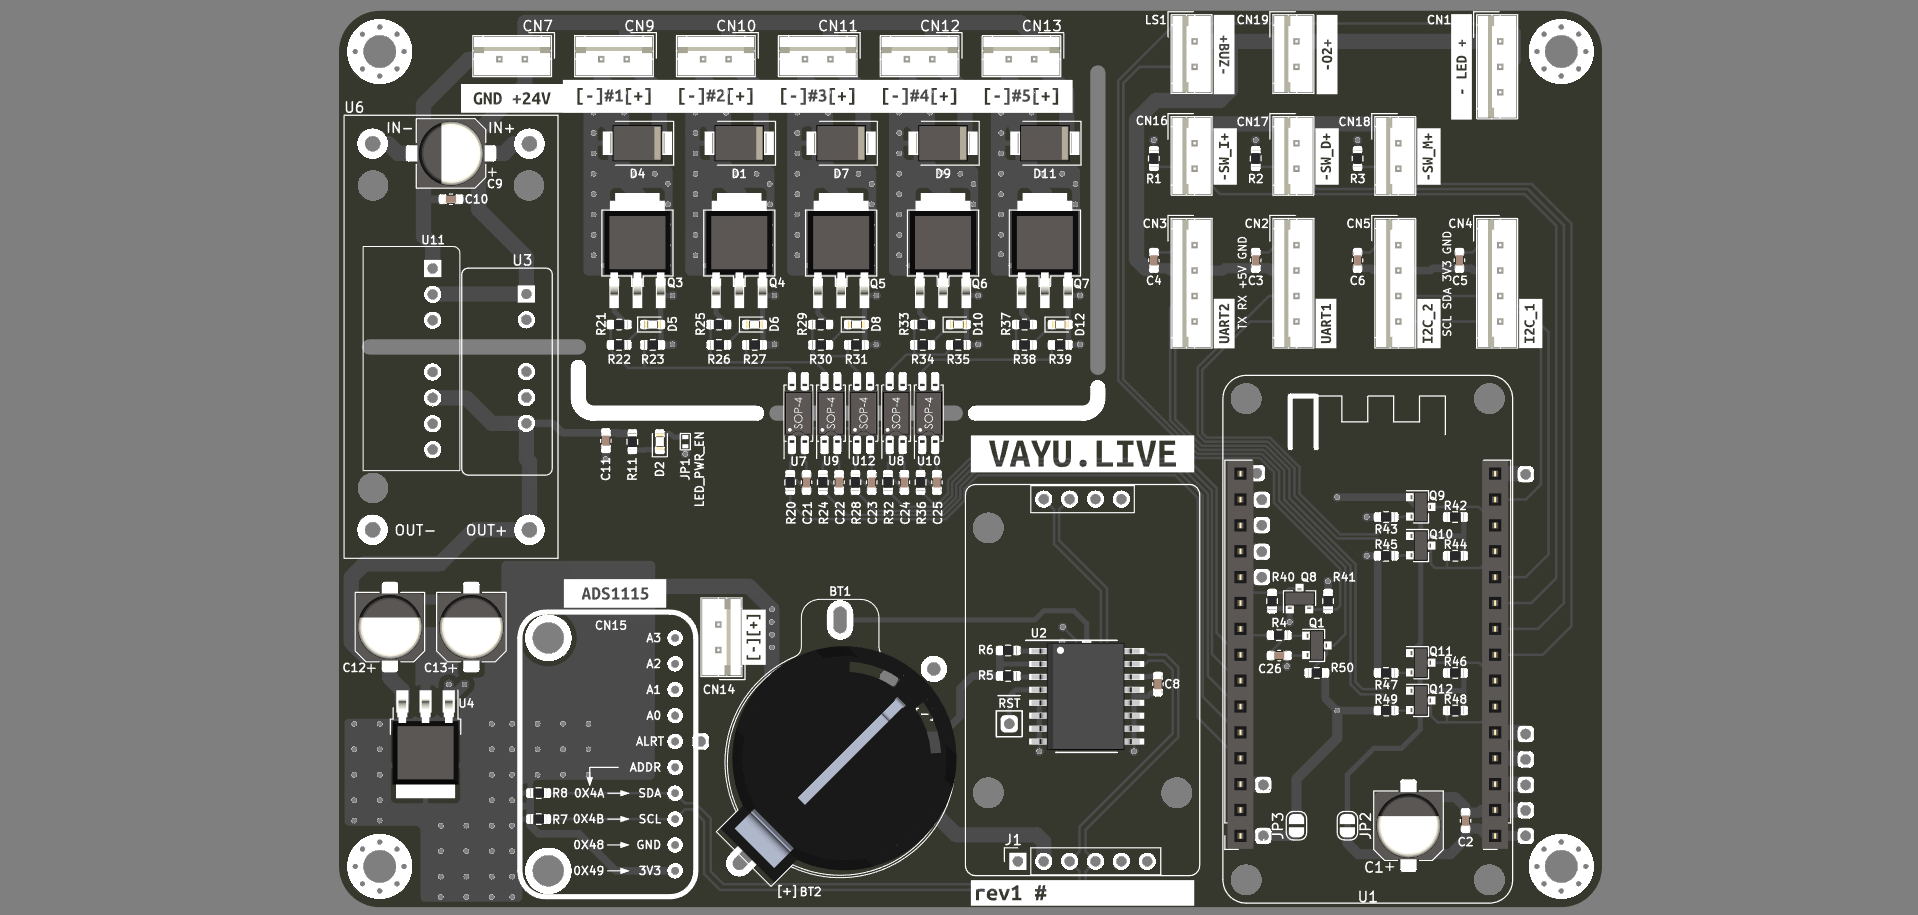 CN7
CN9
CN10
CN11
CN12
CN13
LS1
CN19
CN1
+BUZ-
-O2+
- LED +
GND +24V
[-]#1[+]
[-]#2[+]
[-]#3[+]
[-]#4[+]
[-]#5[+]
U6
IN-
IN+
+
C9
C10
D4
D1
D7
D9
D11
CN16
CN17
CN18
-SW_I+
-SW_D+
-SW_M+
R1
R2
R3
U11
U3
Q3
Q4
Q5
Q6
Q7
CN3
CN2
CN5
CN4
C4
C3
C6
C5
TX RX +5V GND
SCL SDA 3V3 GND
UART2
UART1
I2C_2
I2C_1
R21
D5
R25
D6
R29
D8
R33
D10
R37
D12
R22
R23
R26
R27
R30
R31
R34
R35
R38
R39
SOP-4
SOP-4
SOP-4
SOP-4
SOP-4
U7
U9
U12
U8
U10
C11
R11
D2
JP1
LED_PWR_EN
R20
C21
R24
C22
R28
C23
R32
C24
R36
C25
VAYU.LIVE
OUT-
OUT+
Q9
R42
R43
Q10
R45
R44
R40
Q8
R41
R4
Q1
C26
R50
Q11
R46
R47
Q12
R49
R48
ADS1115
CN15
BT1
C12+
C13+
U4
A3
A2
A1
A0
ALRT
ADDR
R8 0X4A SDA
R7 0X4B SCL
0X48 GND
0X49 3V3
[-][+]
CN14
U2
R6
R5
RST
C8
J1
JP3
JP2
C2
C1+
U1
[+]BT2
rev1 #